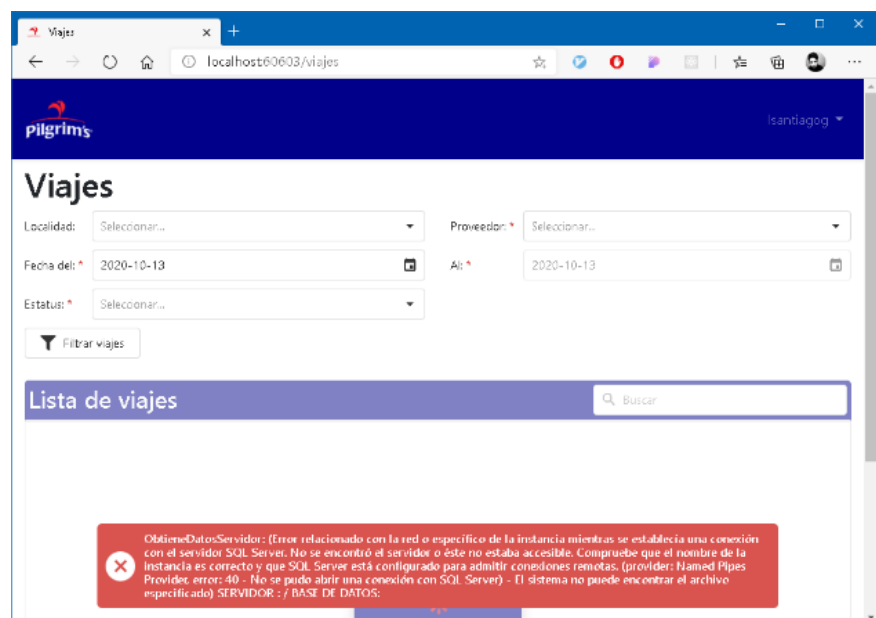 Viajes
localhost:60603/viajes
Pilgrim's
lsantiagog
Viajes
Localidad: Seleccionar... Proveedor: * Seleccionar...
Fecha del: * 2020-10-13 Al: * 2020-10-13
Estatus: * Seleccionar...
Filtrar viajes
Lista de viajes Buscar
ObtieneDatosServidor: (Error relacionado con la red o específico de la instancia mientras se establecía una conexión
con el servidor SQL Server. No se encontró el servidor o éste no estaba accesible. Compruebe que el nombre de la
instancia es correcto y que SQL Server está configurado para admitir conexiones remotas. (provider: Named Pipes
Provider, error: 40 - No se pudo abrir una conexión con SQL Server) - El sistema no puede encontrar el archivo
especificado) SERVIDOR : / BASE DE DATOS: